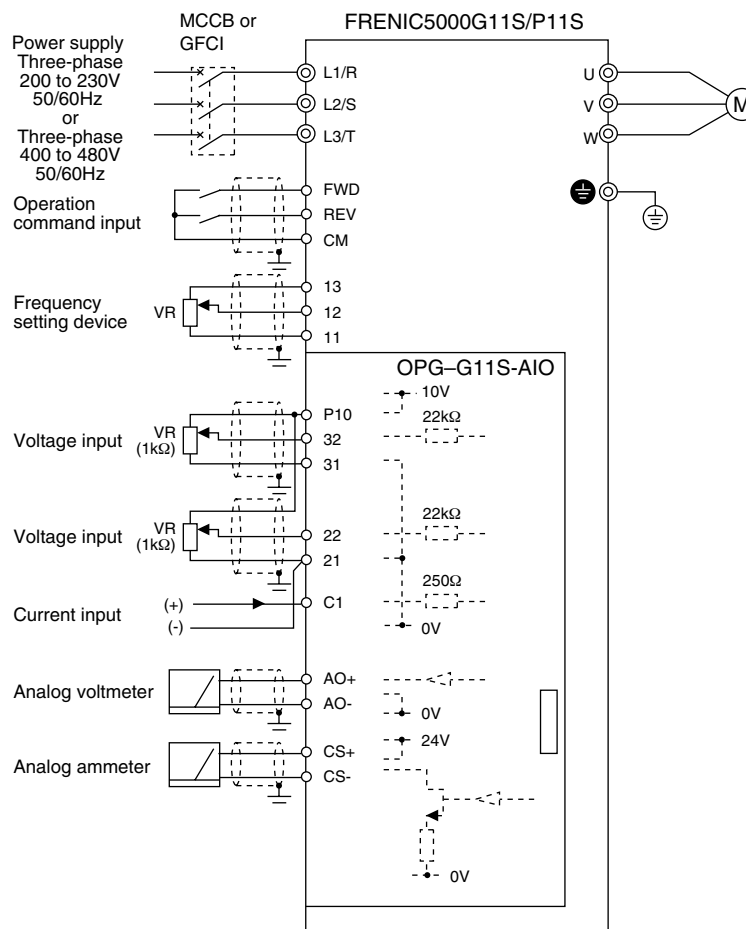 MCCB or
GFCI
FRENIC5000G11S/P11S
Power supply
Three-phase
200 to 230V
50/60Hz
or
Three-phase
400 to 480V
50/60Hz
L1/R
L2/S
L3/T
U
V
W
M
Operation
command input
FWD
REV
CM
Frequency
setting device
VR
13
12
11
OPG–G11S-AIO
Voltage input
VR
(1kΩ)
P10
32
31
10V
22kΩ
Voltage input
VR
(1kΩ)
22
21
22kΩ
Current input
(+)
(-)
C1
250Ω
0V
Analog voltmeter
AO+
AO-
0V
Analog ammeter
CS+
CS-
24V
0V